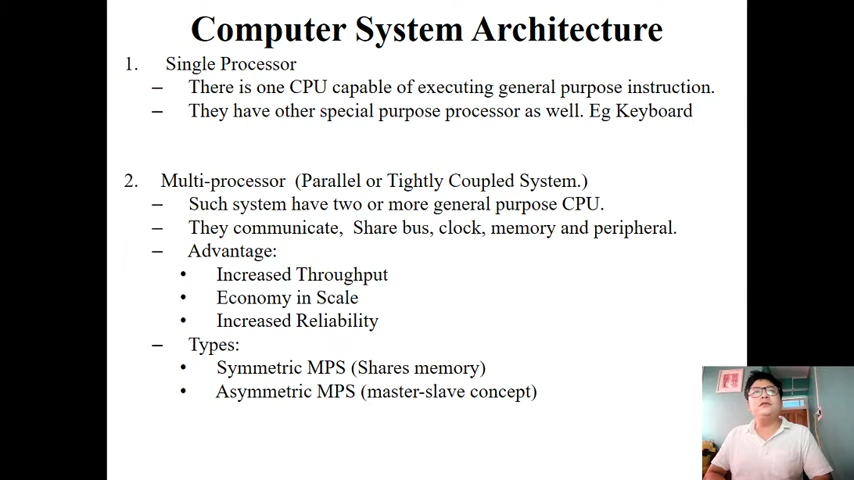 Computer System Architecture
1. Single Processor
– There is one CPU capable of executing general purpose instruction.
– They have other special purpose processor as well. Eg Keyboard
2. Multi-processor (Parallel or Tightly Coupled System.)
– Such system have two or more general purpose CPU.
– They communicate, Share bus, clock, memory and peripheral.
– Advantage:
• Increased Throughput
• Economy in Scale
• Increased Reliability
– Types:
• Symmetric MPS (Shares memory)
• Asymmetric MPS (master-slave concept)